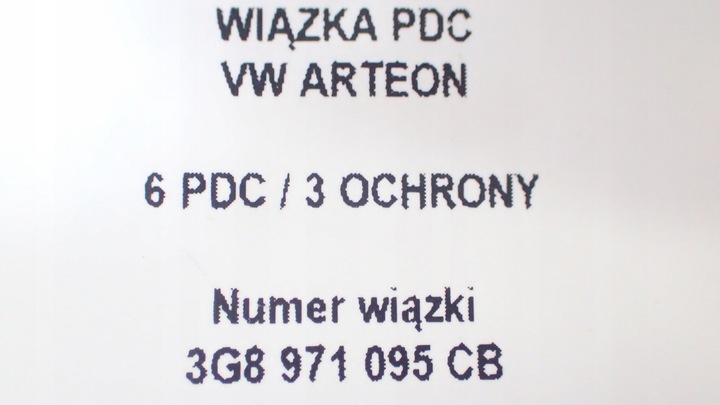 WIĄZKA PDC
VW ARTEON
6 PDC / 3 OCHRONY
Numer wiązki
3G8 971 095 CB